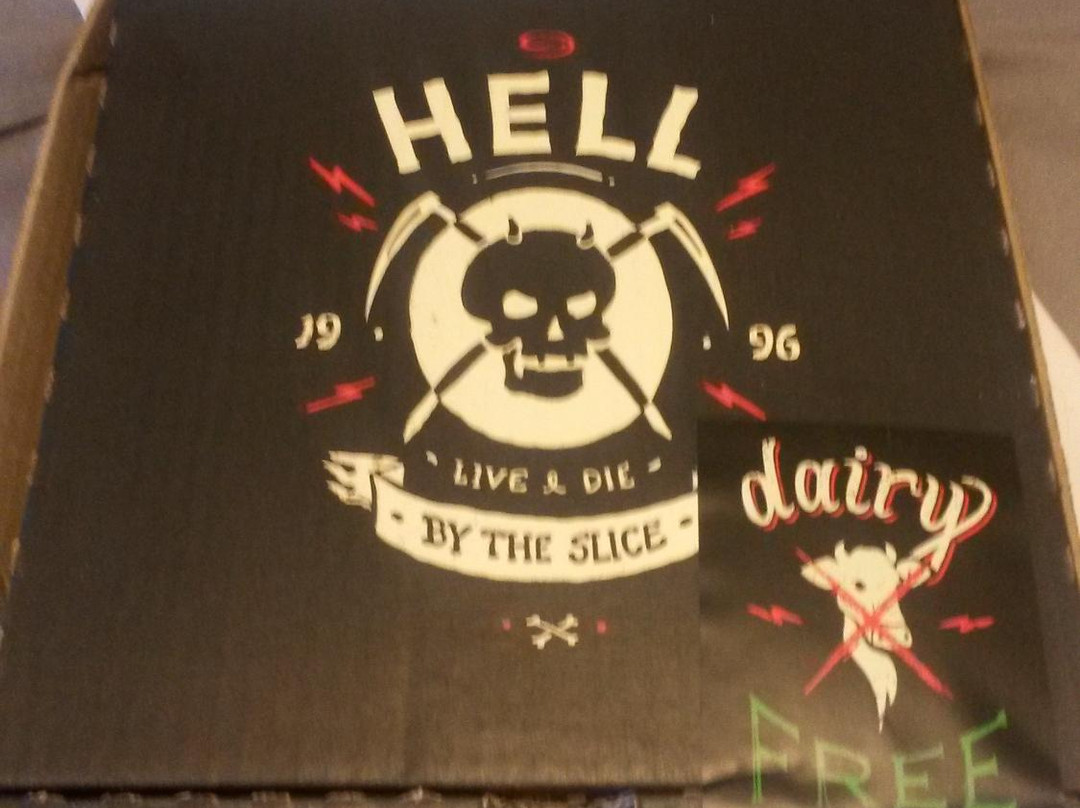 HELL
19 96
LIVE & DIE
BY THE SLICE
dairy
FREE